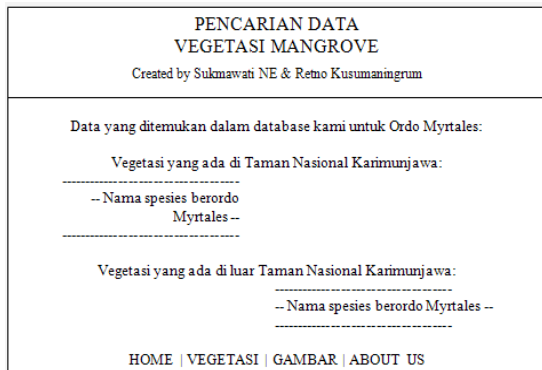 PENCARIAN DATA
VEGETASI MANGROVE
Created by Sukmawati NE & Retno Kusumaningrum
Data yang ditemukan dalam database kami untuk Ordo Myrtales:
Vegetasi yang ada di Taman Nasional Karimunjawa:
-------------------------------------
-- Nama spesies berordo
Myrtales --
-------------------------------------
Vegetasi yang ada di luar Taman Nasional Karimunjawa:
-------------------------------------
-- Nama spesies berordo Myrtales --
-------------------------------------
HOME | VEGETASI | GAMBAR | ABOUT US